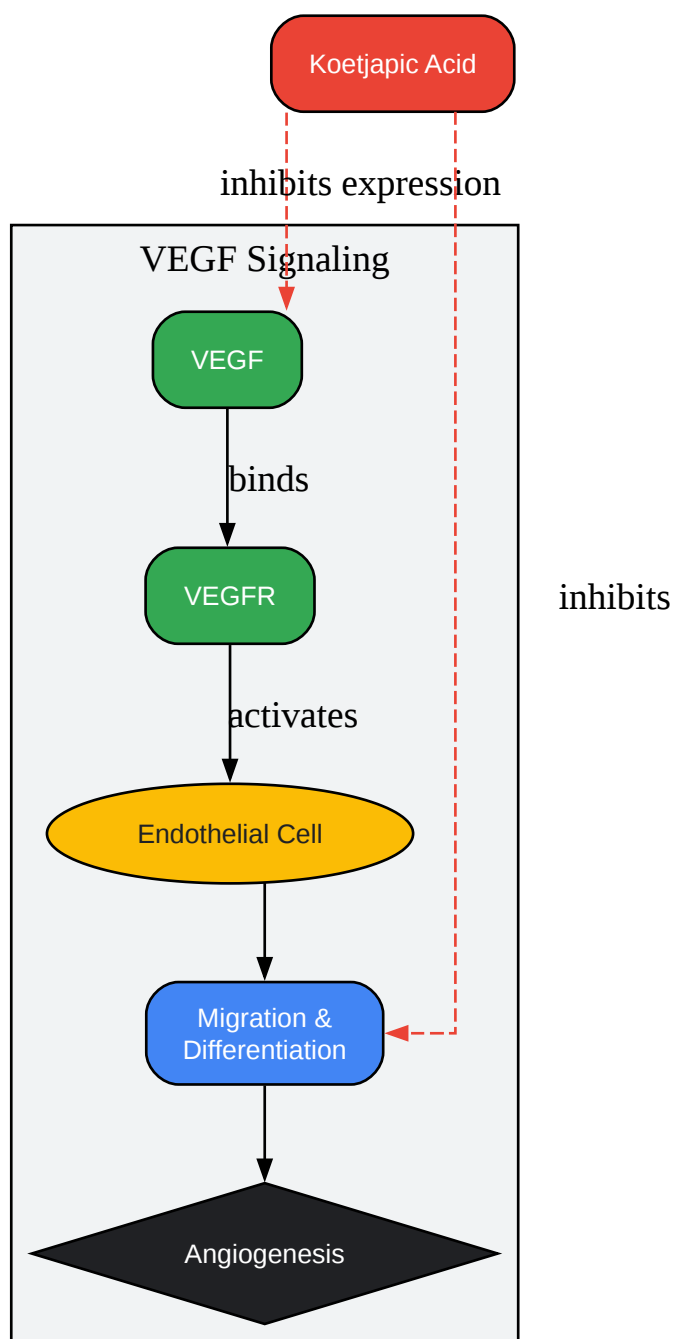 Koetjapic Acid
inhibits expression
VEGF Signaling
VEGF
binds
VEGFR
inhibits
activates
Endothelial Cell
Migration &
Differentiation
Angiogenesis